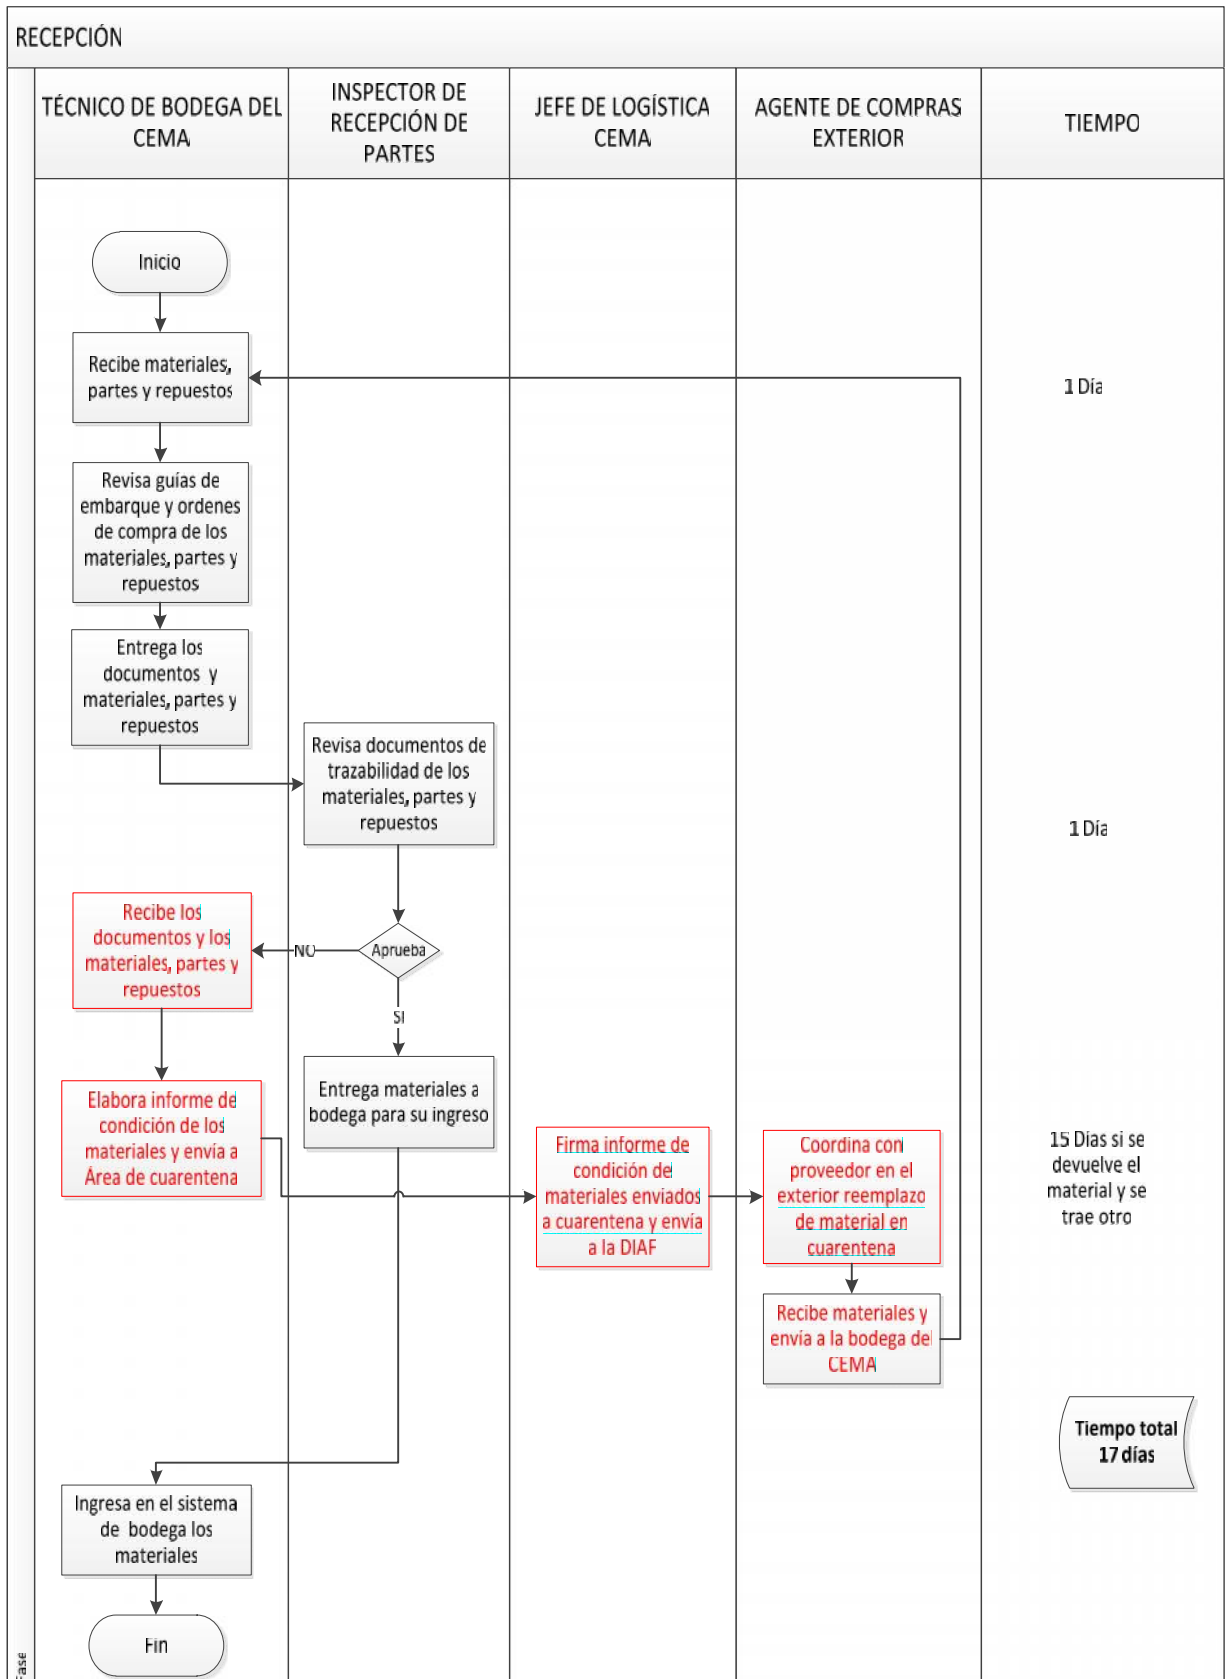 RECEPCIÓN
TÉCNICO DE BODEGA DEL
CEMA
INSPECTOR DE
RECEPCIÓN DE
PARTES
JEFE DE LOGÍSTICA
CEMA
AGENTE DE COMPRAS
EXTERIOR
TIEMPO
Inicio
Recibe materiales,
partes y repuestos
1 Día
Revisa guías de
embarque y ordenes
de compra de los
materiales, partes y
repuestos
Entrega los
documentos y
materiales, partes y
repuestos
Revisa documentos de
trazabilidad de los
materiales, partes y
repuestos
1 Día
Aprueba
NO
SI
Recibe los
documentos y los
materiales, partes y
repuestos
Elabora informe de
condición de los
materiales y envía a
Área de cuarentena
Entrega materiales a
bodega para su ingreso
Firma informe de
condición de
materiales enviados
a cuarentena y envía
a la DIAF
Coordina con
proveedor en el
exterior reemplazo
de material en
cuarentena
15 Días si se
devuelve el
material y se
trae otro
Recibe materiales y
envía a la bodega del
CEMA
Tiempo total
17 días
Ingresa en el sistema
de bodega los
materiales
Fin
Fase